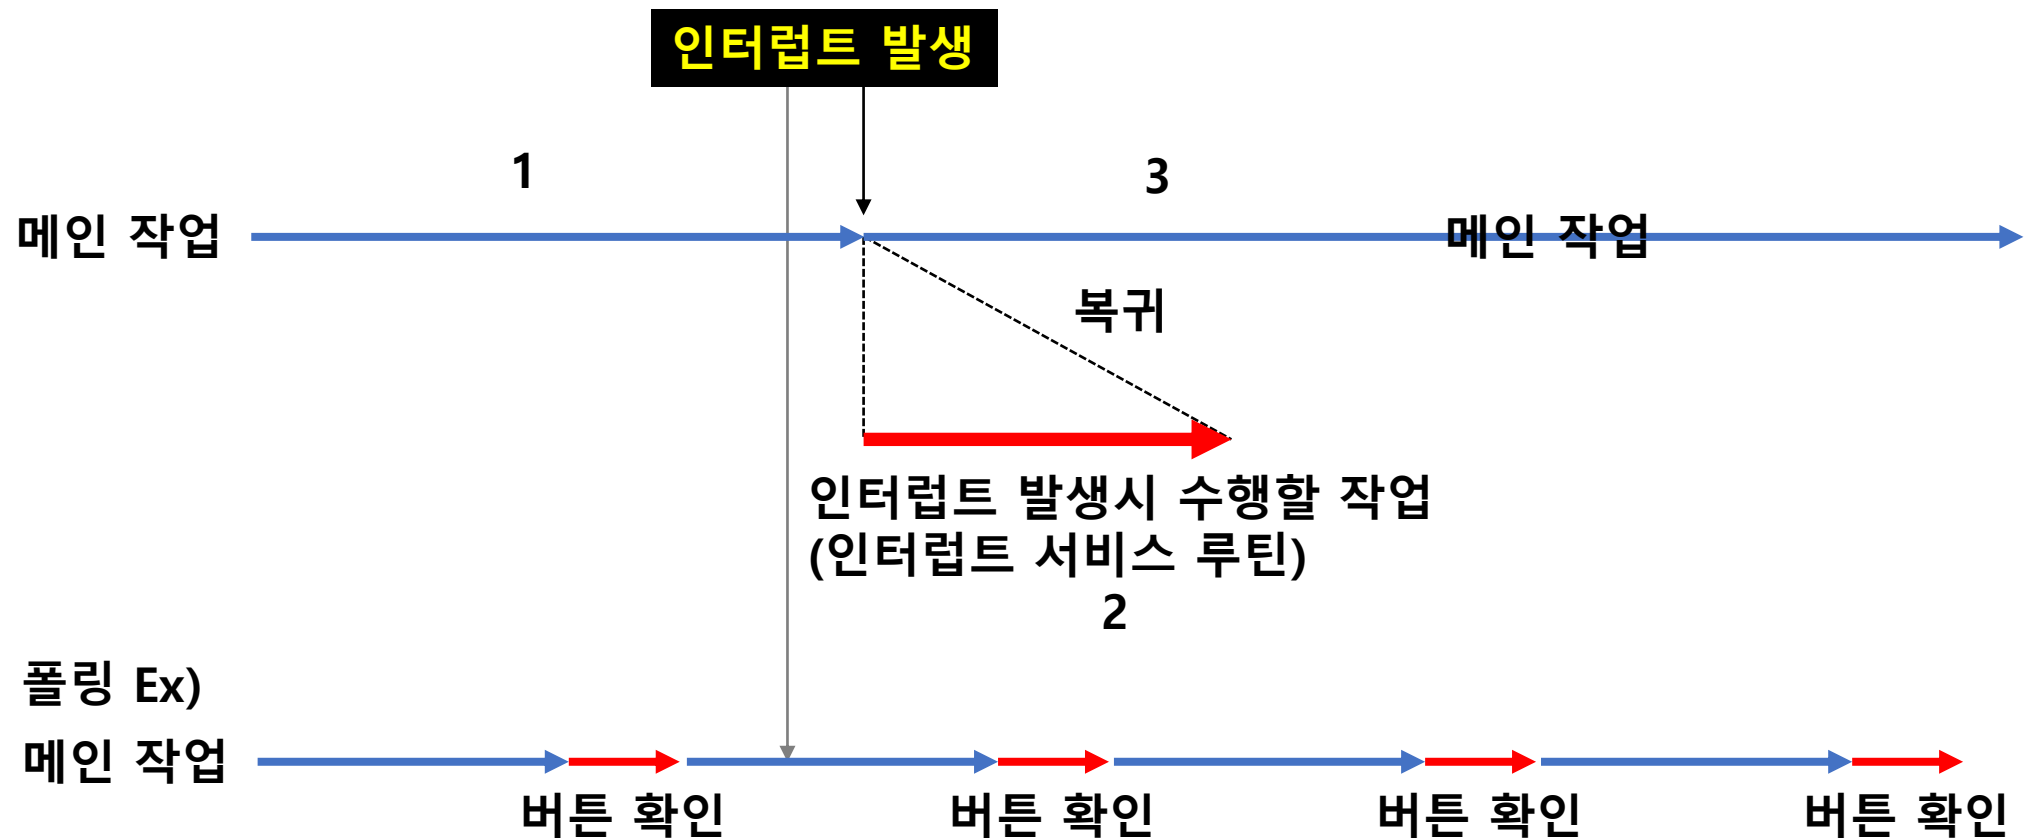 인터럽트 발생
1
3
메인 작업
메인 작업
복귀
인터럽트 발생시 수행할 작업
(인터럽트 서비스 루틴)
2
폴링 Ex)
메인 작업
버튼 확인
버튼 확인
버튼 확인
버튼 확인